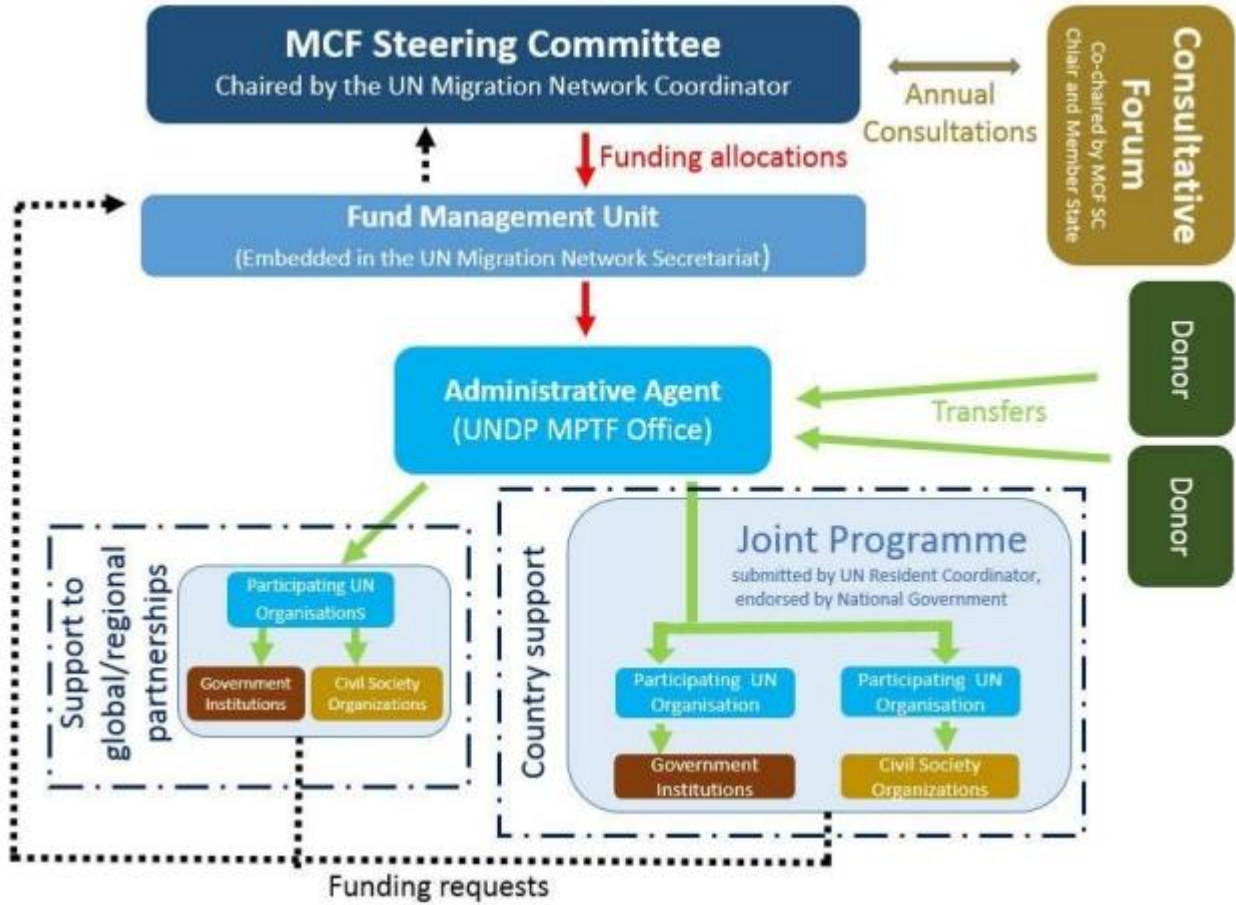 MCF Steering Committee
Chaired by the UN Migration Network Coordinator
Annual
Consultations
Consultative
Forum
Co-chaired by MCF SC
Chair and Member State
Funding allocations
Fund Management Unit
(Embedded in the UN Migration Network Secretariat)
Administrative Agent
(UNDP MPTF Office)
Transfers
Donor
Donor
Support to
global/regional
partnerships
Participating UN
OrganisationS
Government
Institutions
Civil Society
Organizations
Country support
Joint Programme
submitted by UN Resident Coordinator,
endorsed by National Government
Participating UN
Organisation
Participating UN
Organisation
Government
Institutions
Civil Society
Organizations
Funding requests